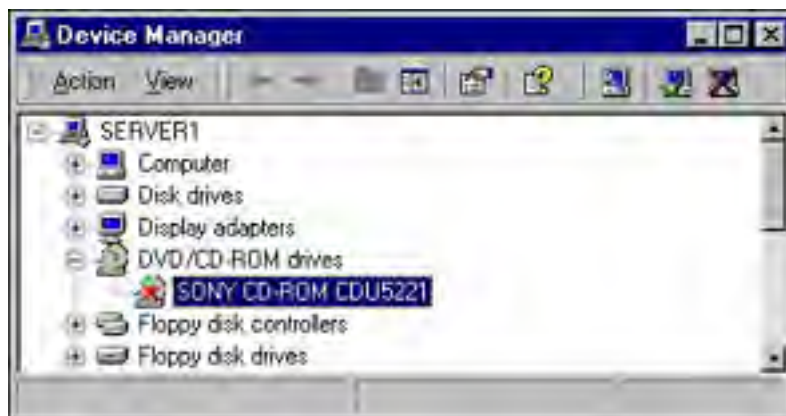 Device Manager
Action View
SERVER1
Computer
Disk drives
Display adapters
DVD/CD-ROM drives
SONY CD-ROM CDU5221
Floppy disk controllers
Floppy disk drives